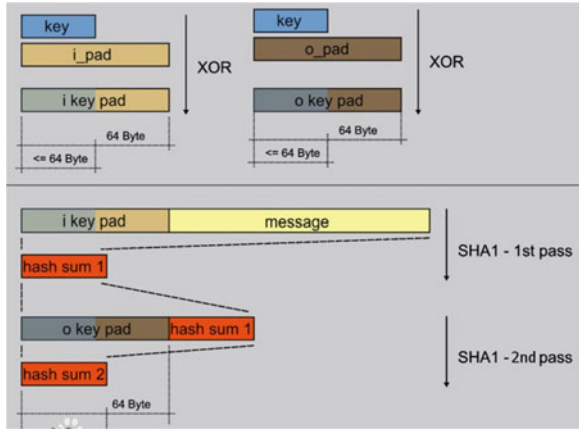 key
i_pad
i key pad
64 Byte
<= 64 Byte
XOR
key
o_pad
o key pad
64 Byte
<= 64 Byte
XOR
i key pad message
hash sum 1
SHA1 - 1st pass
o key pad hash sum 1
hash sum 2
SHA1 - 2nd pass
64 Byte